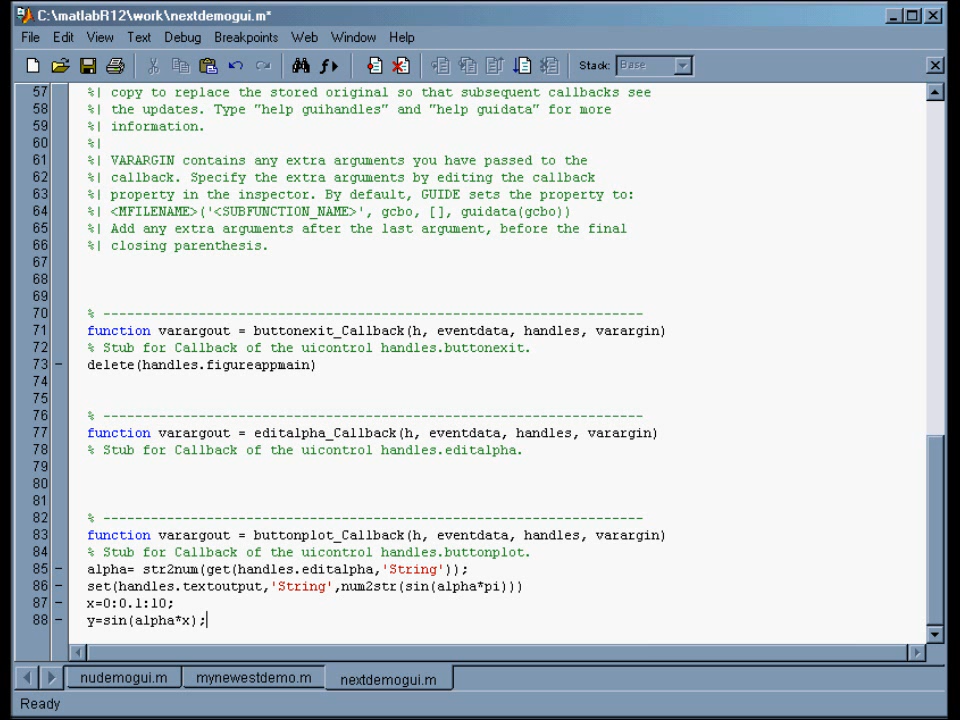 C:\matlabR12\work\nextdemogui.m*
File Edit View Text Debug Breakpoints Web Window Help
Stack: Base
57 %| copy to replace the stored original so that subsequent callbacks see
58 %| the updates. Type "help guihandles" and "help guidata" for more
59 %| information.
60 %|
61 %| VARARGIN contains any extra arguments you have passed to the
62 %| callback. Specify the extra arguments by editing the callback
63 %| property in the inspector. By default, GUIDE sets the property to:
64 %| <MFILENAME>('<SUBFUNCTION_NAME>', gcbo, [], guidata(gcbo))
65 %| Add any extra arguments after the last argument, before the final
66 %| closing parenthesis.
67
68
69
70 % --------------------------------------------------------------------
71 function varargout = buttonexit_Callback(h, eventdata, handles, varargin)
72 % Stub for Callback of the uicontrol handles.buttonexit.
73 - delete(handles.figureappmain)
74
75
76 % --------------------------------------------------------------------
77 function varargout = editalpha_Callback(h, eventdata, handles, varargin)
78 % Stub for Callback of the uicontrol handles.editalpha.
79
80
81
82 % --------------------------------------------------------------------
83 function varargout = buttonplot_Callback(h, eventdata, handles, varargin)
84 % Stub for Callback of the uicontrol handles.buttonplot.
85 - alpha= str2num(get(handles.editalpha,'String'));
86 - set(handles.textoutput,'String',num2str(sin(alpha*pi)))
87 - x=0:0.1:10;
88 - y=sin(alpha*x);
nudemogui.m mynewestdemo.m nextdemogui.m
Ready